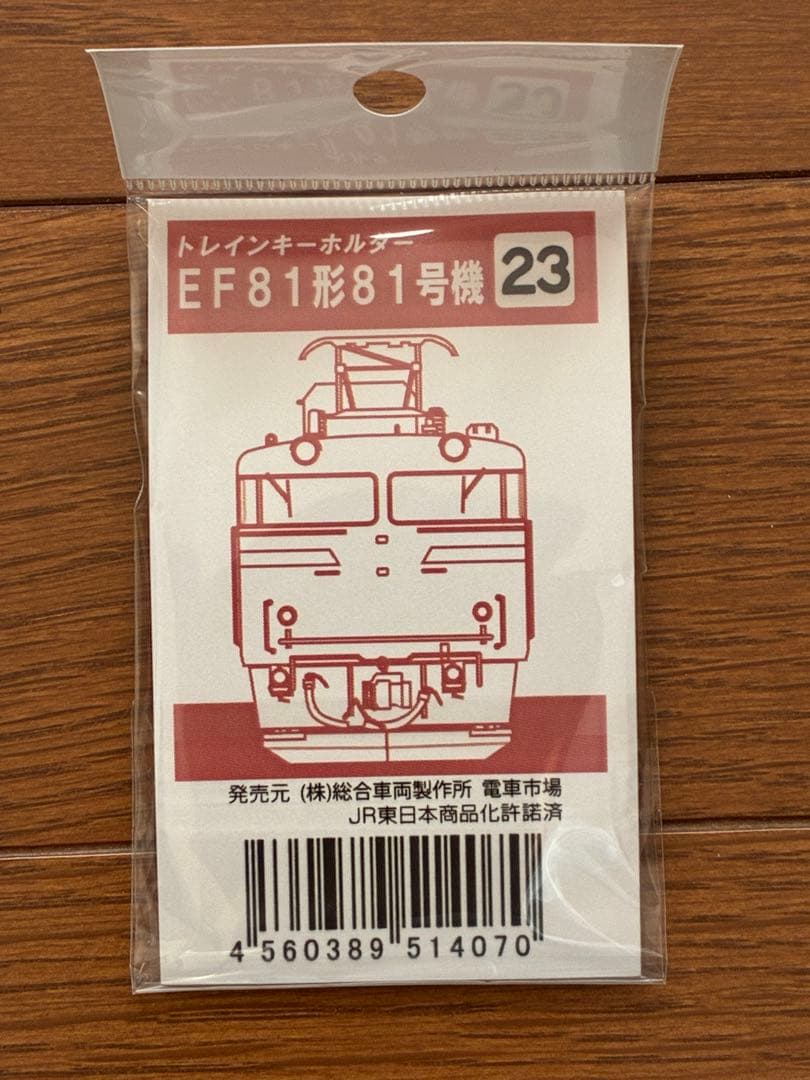 トレインキーホルダー
EF81形81号機 23
発売元 (株)総合車両製作所 電車市場
JR東日本商品化許諾済
4 560389 514070